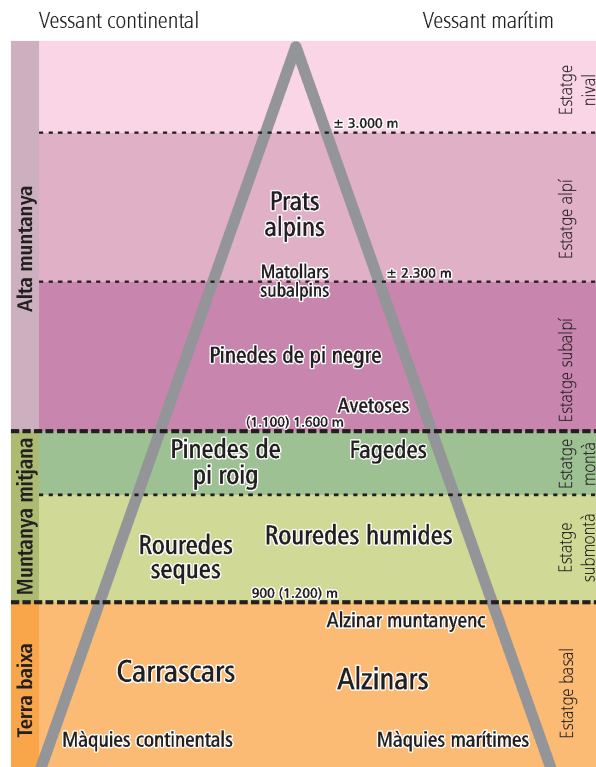 Vessant continental
Vessant marítim
Estatge
nival
± 3.000 m
Alta muntanya
Prats
alpins
Estatge alpí
Matollars
subalpins
± 2.300 m
Pinedes de pi negre
Estatge subalpí
Avetoses
(1.100) 1.600 m
Muntanya mitjana
Pinedes de
pi roig
Fagedes
Estatge
montà
Rouredes
seques
Rouredes humides
Estatge
submontà
900 (1.200) m
Terra baixa
Alzinar muntanyenc
Carrascars
Alzinars
Estatge basal
Màquies continentals
Màquies marítimes